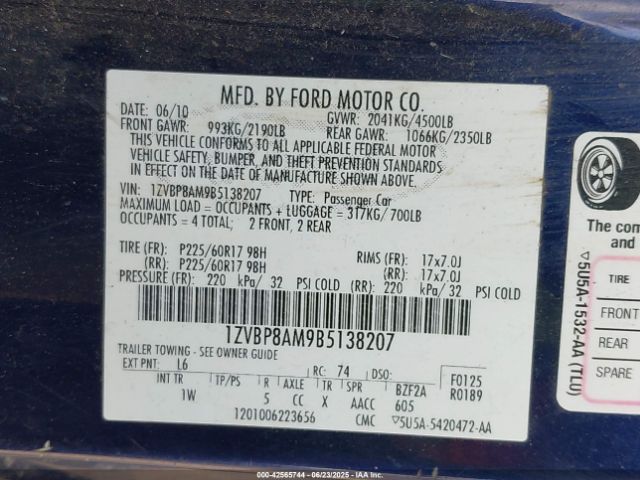 MFD. BY FORD MOTOR CO.
DATE: 06/10 GVWR: 2041KG/4500LB
FRONT GAWR: 993KG/2190LB REAR GAWR: 1066KG/2350LB
THIS VEHICLE CONFORMS TO ALL APPLICABLE FEDERAL MOTOR
VEHICLE SAFETY, BUMPER, AND THEFT PREVENTION STANDARDS
IN EFFECT ON THE DATE OF MANUFACTURE SHOWN ABOVE.
VIN: 1ZVBP8AM9B5138207 TYPE: Passenger Car
MAXIMUM LOAD = OCCUPANTS + LUGGAGE = 317KG/700LB
OCCUPANTS = 4 TOTAL; 2 FRONT, 2 REAR
TIRE (FR): P225/60R17 98H RIMS (FR): 17x7.0J
(RR): P225/60R17 98H (RR): 17x7.0J
PRESSURE (FR): 220 kPa/ 32 PSI COLD (RR): 220 kPa/ 32 PSI COLD
1ZVBP8AM9B5138207
TRAILER TOWING - SEE OWNER GUIDE
EXT PNT: L6 RC: 74 DSO: F0125
INT TR TP/PS R AXLE TR SPR BZF2A R0189
1W 5 CC X AACC 605
1201006223656 CMC ▽5U5A-5420472-AA
The com
and
▽5U5A-1532-AA (TLU)
TIRE
FRONT
REAR
SPARE
000-42565744 - 06/23/2025 - IAAI.COM